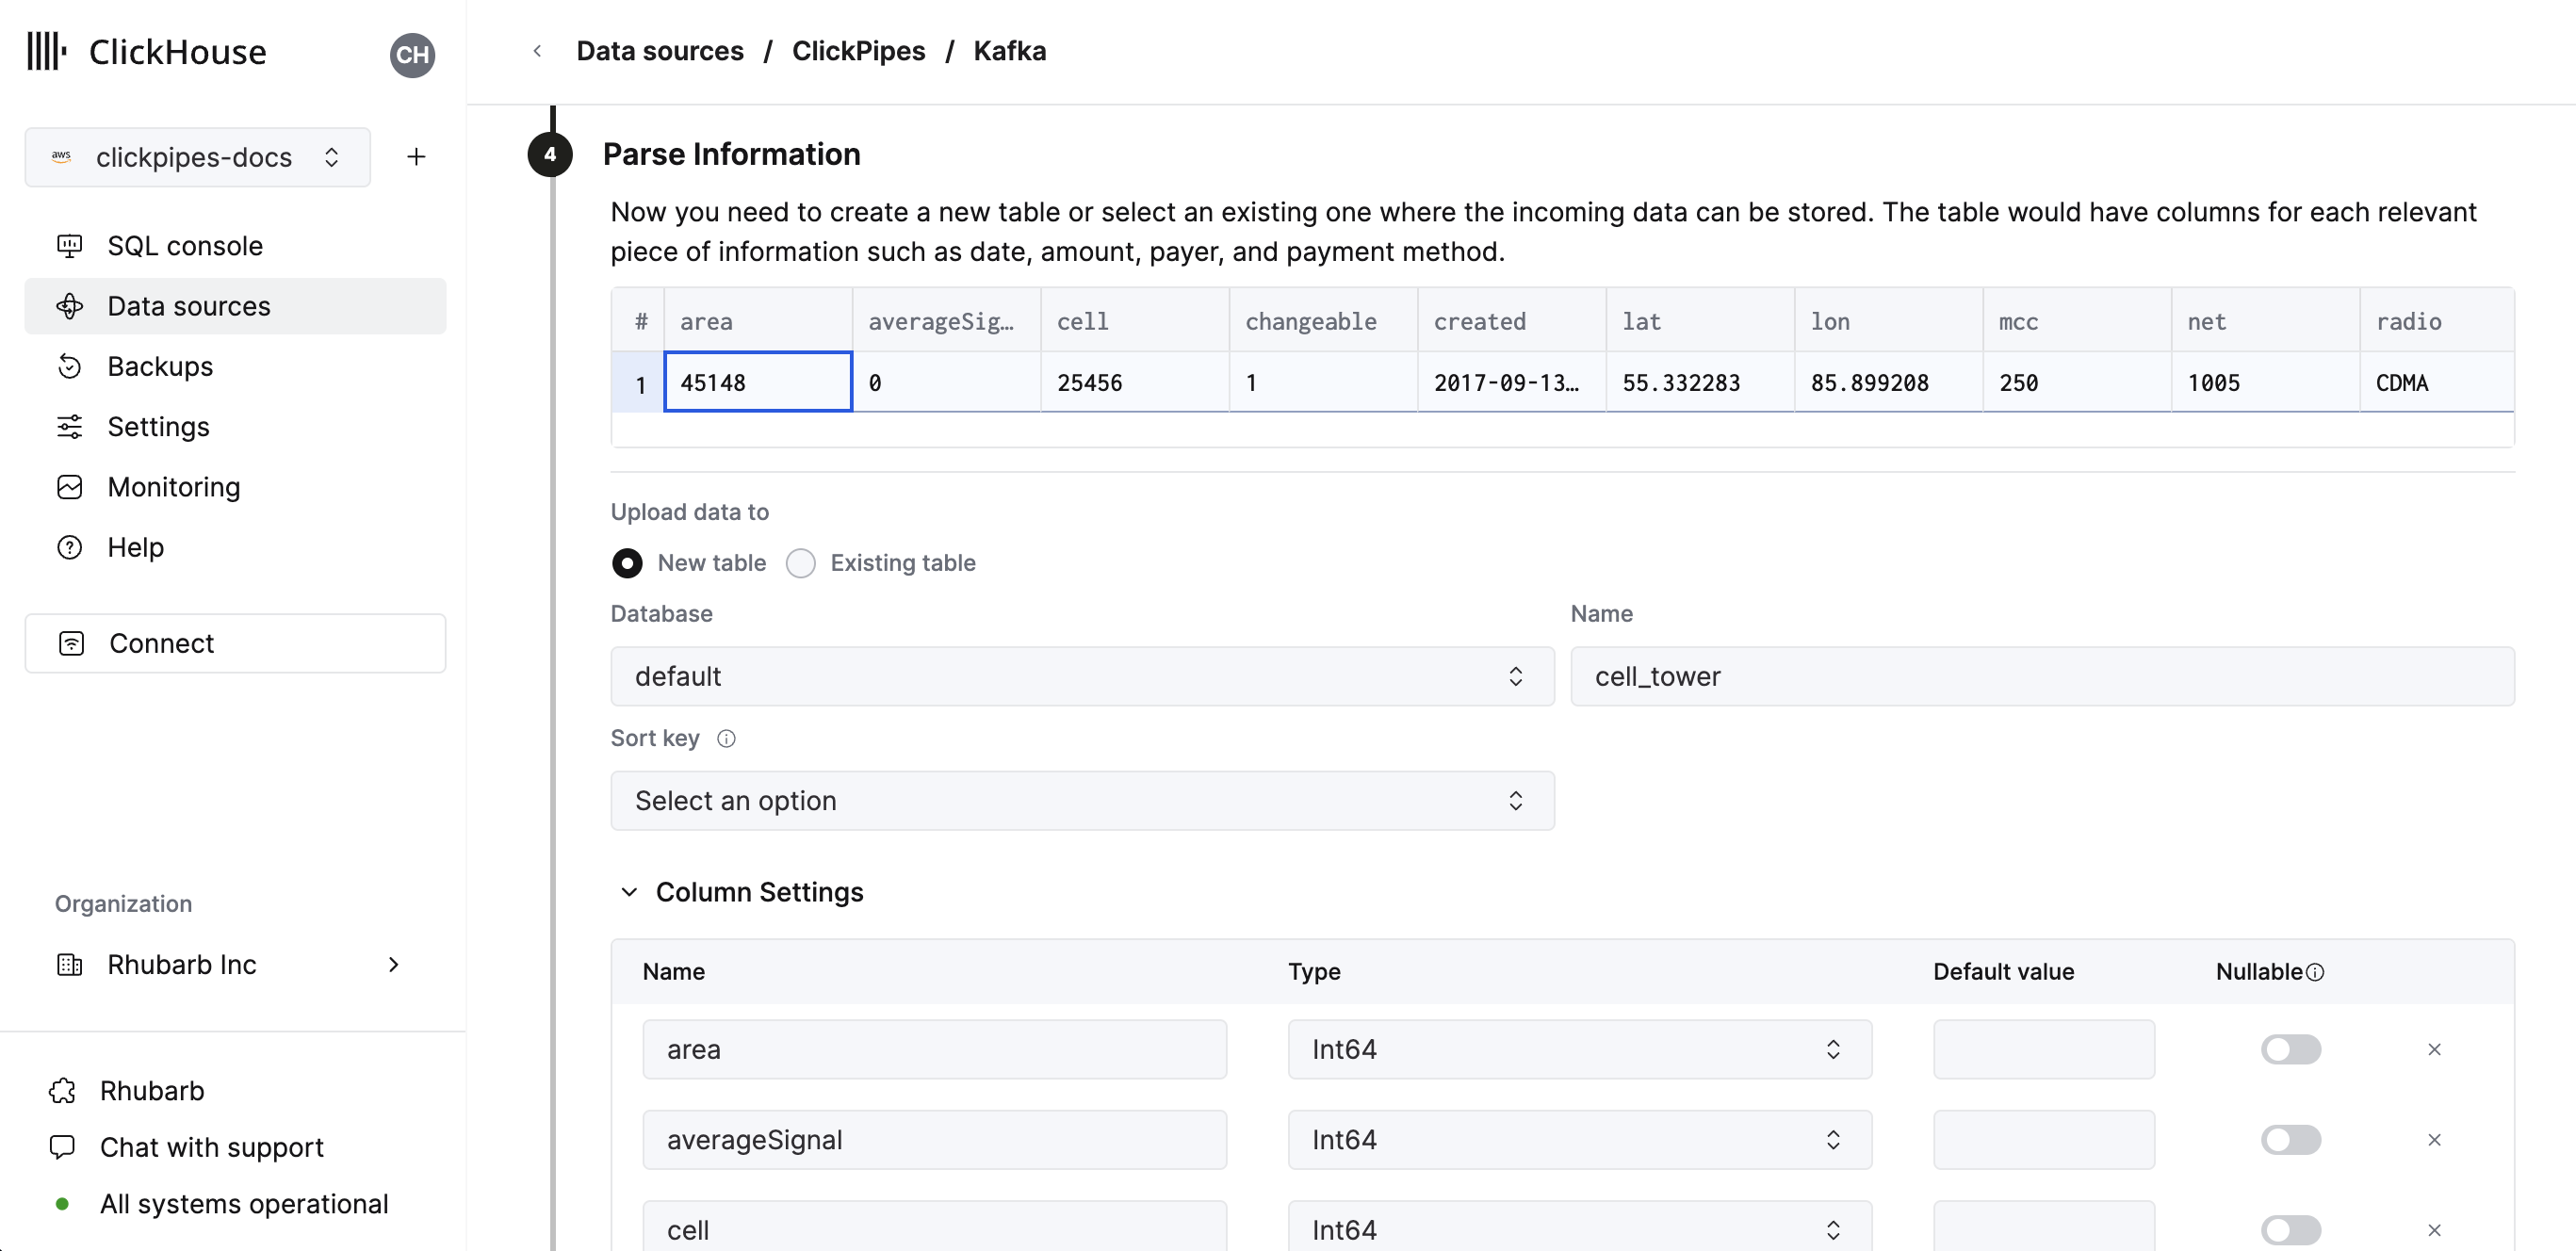 ClickHouse
CH
aws clickpipes-docs
SQL console
Data sources
Backups
Settings
Monitoring
Help
Connect
Organization
Rhubarb Inc
Rhubarb
Chat with support
All systems operational
Data sources / ClickPipes / Kafka
4 Parse Information
Now you need to create a new table or select an existing one where the incoming data can be stored. The table would have columns for each relevant
piece of information such as date, amount, payer, and payment method.
# area averageSig… cell changeable created lat lon mcc net radio
1 45148 0 25456 1 2017-09-13… 55.332283 85.899208 250 1005 CDMA
Upload data to
New table Existing table
Database Name
default cell_tower
Sort key
Select an option
Column Settings
Name Type Default value Nullable
area Int64
averageSignal Int64
cell Int64